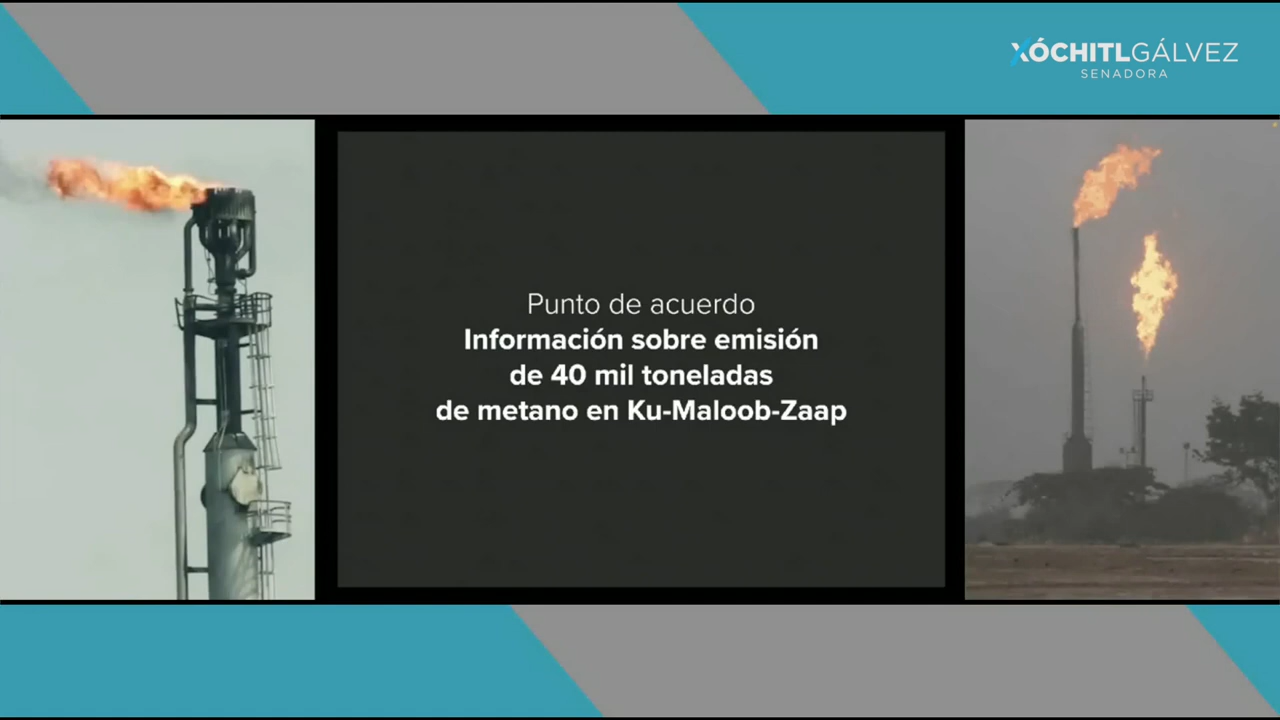 XÓCHITLGÁLVEZ
SENADORA
Punto de acuerdo
Información sobre emisión
de 40 mil toneladas
de metano en Ku-Maloob-Zaap